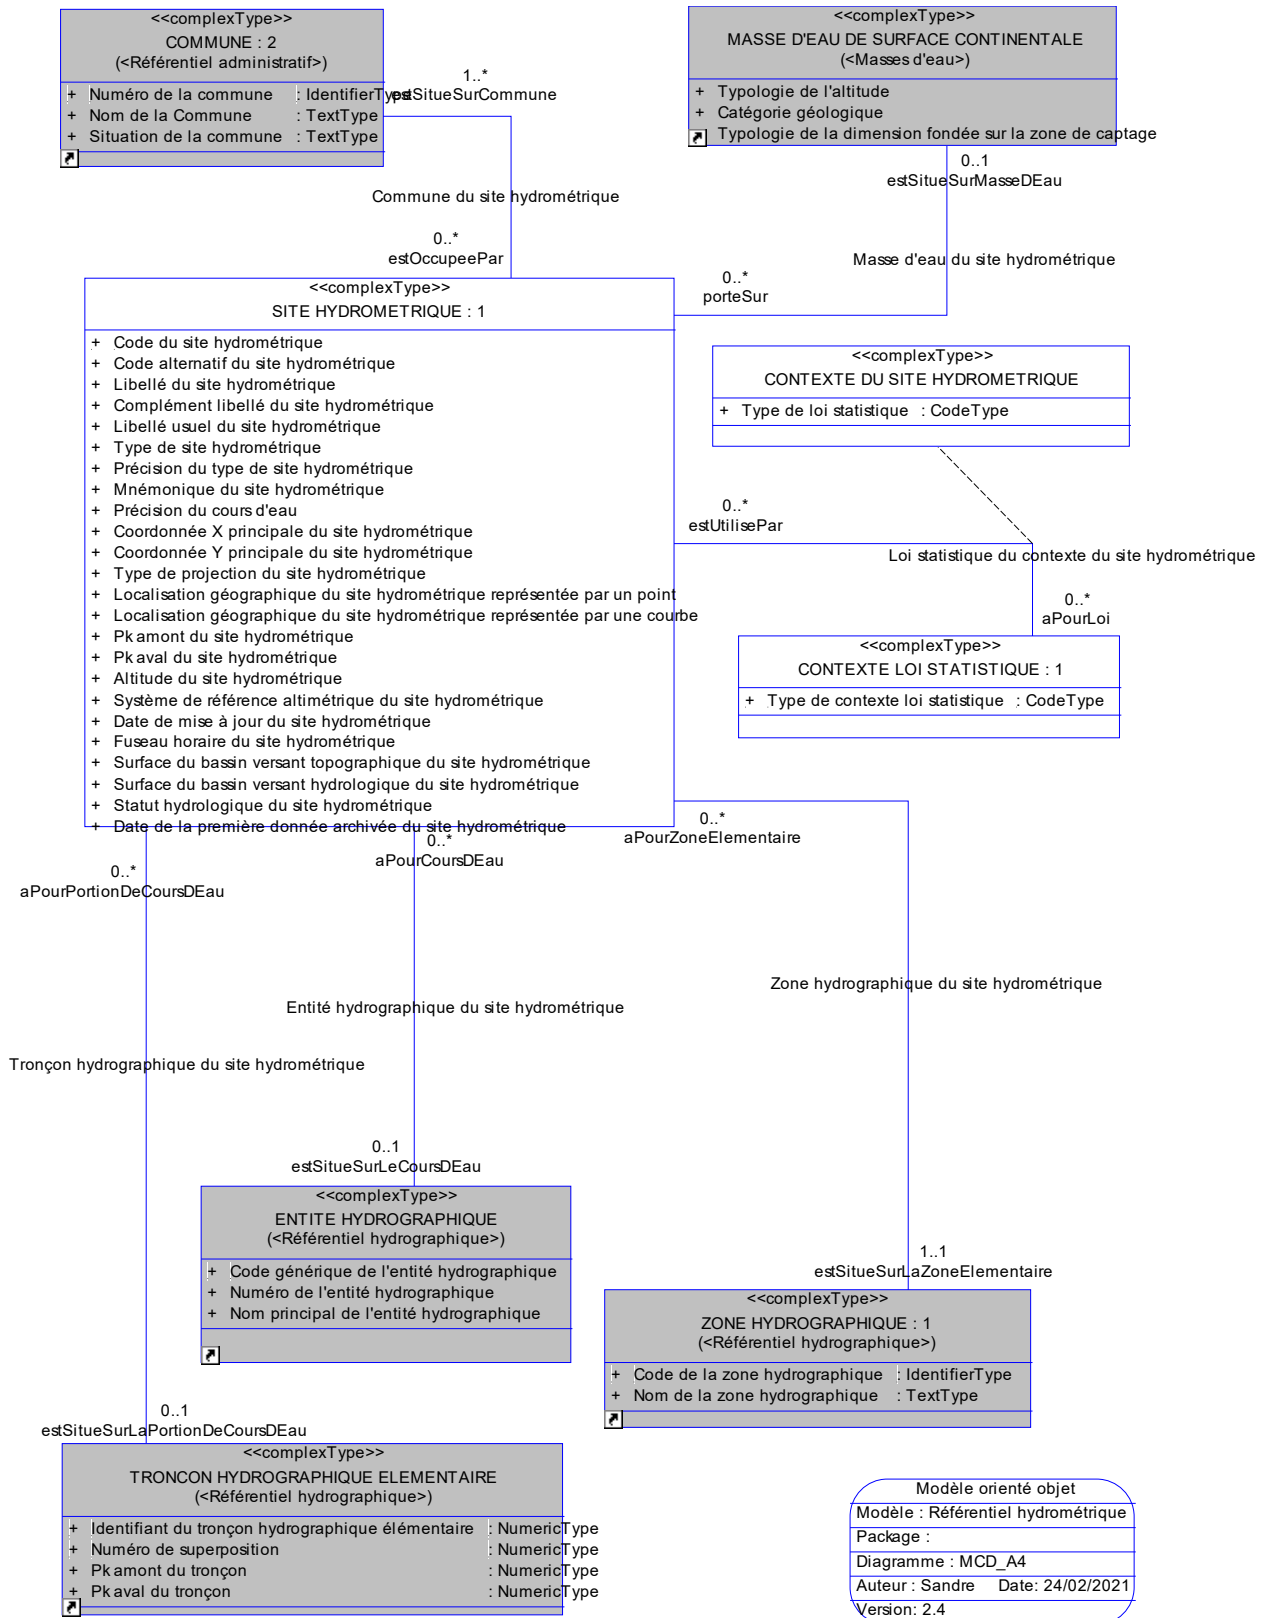 <<complexType>>
COMMUNE : 2
(<Référentiel administratif>)
+ Numéro de la commune : IdentifierType
+ Nom de la Commune : TextType
+ Situation de la commune : TextType
1..*
estSitueSurCommune
Commune du site hydrométrique
0..*
estOccupeePar
<<complexType>>
MASSE D'EAU DE SURFACE CONTINENTALE
(<Masses d'eau>)
+ Typologie de l'altitude
+ Catégorie géologique
Typologie de la dimension fondée sur la zone de captage
0..1
estSitueSurMasseDEau
Masse d'eau du site hydrométrique
0..*
porteSur
<<complexType>>
SITE HYDROMETRIQUE : 1
+ Code du site hydrométrique
+ Code alternatif du site hydrométrique
+ Libellé du site hydrométrique
+ Complément libellé du site hydrométrique
+ Libellé usuel du site hydrométrique
+ Type de site hydrométrique
+ Précision du type de site hydrométrique
+ Mnémonique du site hydrométrique
+ Précision du cours d'eau
+ Coordonnée X principale du site hydrométrique
+ Coordonnée Y principale du site hydrométrique
+ Type de projection du site hydrométrique
+ Localisation géographique du site hydrométrique représentée par un point
+ Localisation géographique du site hydrométrique représentée par une courbe
+ Pk amont du site hydrométrique
+ Pk aval du site hydrométrique
+ Altitude du site hydrométrique
+ Système de référence altimétrique du site hydrométrique
+ Date de mise à jour du site hydrométrique
+ Fuseau horaire du site hydrométrique
+ Surface du bassin versant topographique du site hydrométrique
+ Surface du bassin versant hydrologique du site hydrométrique
+ Statut hydrologique du site hydrométrique
+ Date de la première donnée archivée du site hydrométrique
<<complexType>>
CONTEXTE DU SITE HYDROMETRIQUE
+ Type de loi statistique : CodeType
0..*
estUtilisePar
Loi statistique du contexte du site hydrométrique
0..*
aPourLoi
<<complexType>>
CONTEXTE LOI STATISTIQUE : 1
+ Type de contexte loi statistique : CodeType
0..*
aPourZoneElementaire
0..*
aPourCoursDEau
0..*
aPourPortionDeCoursDEau
Zone hydrographique du site hydrométrique
Entité hydrographique du site hydrométrique
Tronçon hydrographique du site hydrométrique
0..1
estSitueSurLeCoursDEau
<<complexType>>
ENTITE HYDROGRAPHIQUE
(<Référentiel hydrographique>)
+ Code générique de l'entité hydrographique
+ Numéro de l'entité hydrographique
+ Nom principal de l'entité hydrographique
1..1
estSitueSurLaZoneElementaire
<<complexType>>
ZONE HYDROGRAPHIQUE : 1
(<Référentiel hydrographique>)
+ Code de la zone hydrographique : IdentifierType
+ Nom de la zone hydrographique : TextType
0..1
estSitueSurLaPortionDeCoursDEau
<<complexType>>
TRONCON HYDROGRAPHIQUE ELEMENTAIRE
(<Référentiel hydrographique>)
+ Identifiant du tronçon hydrographique élémentaire : NumericType
+ Numéro de superposition : NumericType
+ Pk amont du tronçon : NumericType
+ Pk aval du tronçon : NumericType
Modèle orienté objet
Modèle : Référentiel hydrométrique
Package :
Diagramme : MCD_A4
Auteur : Sandre Date: 24/02/2021
Version: 2.4